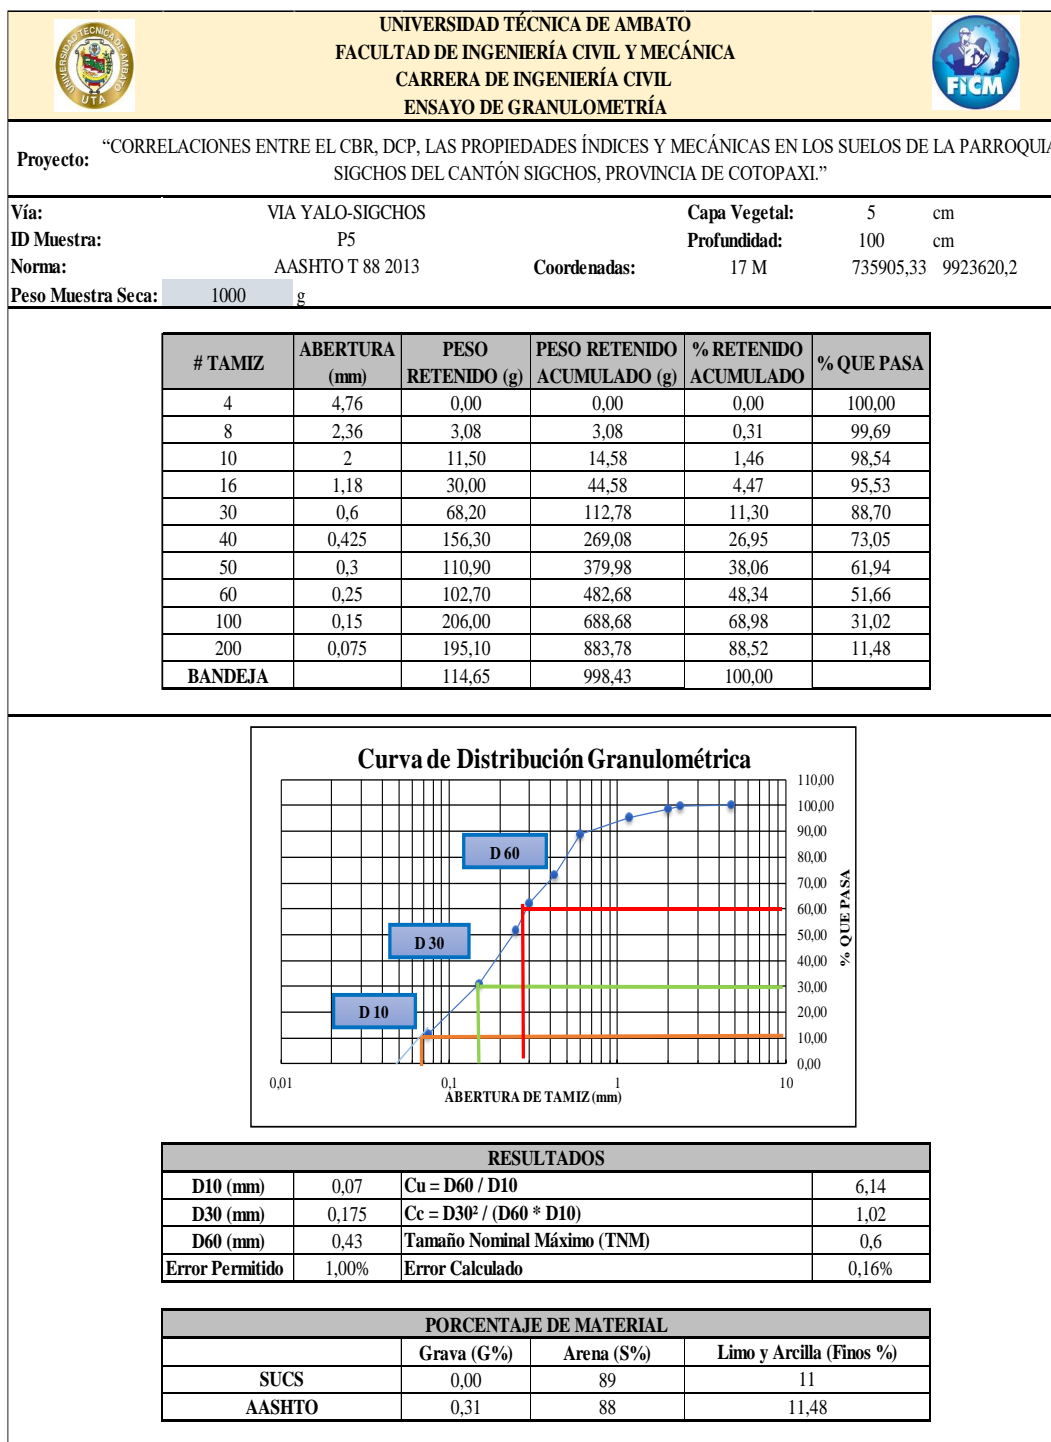 UNIVERSIDAD TÉCNICA DE AMBATO
FACULTAD DE INGENIERÍA CIVIL Y MECÁNICA
CARRERA DE INGENIERÍA CIVIL
ENSAYO DE GRANULOMETRÍA
UNIVERSIDAD TECNICA DE AMBATO
UTA
FiCM
Proyecto: “CORRELACIONES ENTRE EL CBR, DCP, LAS PROPIEDADES ÍNDICES Y MECÁNICAS EN LOS SUELOS DE LA PARROQUIA
SIGCHOS DEL CANTÓN SIGCHOS, PROVINCIA DE COTOPAXI.”
Vía: VIA YALO-SIGCHOS Capa Vegetal: 5 cm
ID Muestra: P5 Profundidad: 100 cm
Norma: AASHTO T 88 2013 Coordenadas: 17 M 735905,33 9923620,2
Peso Muestra Seca: 1000 g
# TAMIZ ABERTURA (mm) PESO RETENIDO (g) PESO RETENIDO ACUMULADO (g) % RETENIDO ACUMULADO % QUE PASA
4 4,76 0,00 0,00 0,00 100,00
8 2,36 3,08 3,08 0,31 99,69
10 2 11,50 14,58 1,46 98,54
16 1,18 30,00 44,58 4,47 95,53
30 0,6 68,20 112,78 11,30 88,70
40 0,425 156,30 269,08 26,95 73,05
50 0,3 110,90 379,98 38,06 61,94
60 0,25 102,70 482,68 48,34 51,66
100 0,15 206,00 688,68 68,98 31,02
200 0,075 195,10 883,78 88,52 11,48
BANDEJA 114,65 998,43 100,00
Curva de Distribución Granulométrica
110,00
100,00
90,00
80,00
70,00
60,00
50,00
40,00
30,00
20,00
10,00
0,00
% QUE PASA
D 60
D 30
D 10
0,01 0,1 1 10
ABERTURA DE TAMIZ (mm)
RESULTADOS
D10 (mm) 0,07 Cu = D60 / D10 6,14
D30 (mm) 0,175 Cc = D30² / (D60 * D10) 1,02
D60 (mm) 0,43 Tamaño Nominal Máximo (TNM) 0,6
Error Permitido 1,00% Error Calculado 0,16%
PORCENTAJE DE MATERIAL
Grava (G%) Arena (S%) Limo y Arcilla (Finos %)
SUCS 0,00 89 11
AASHTO 0,31 88 11,48